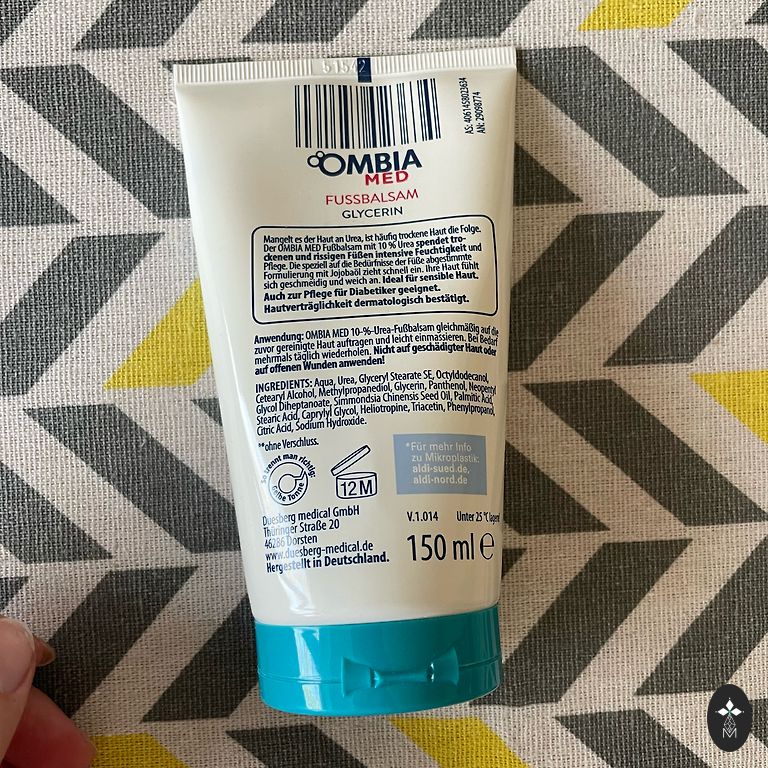 OMBIA
MED
FUSSBALSAM
GLYCERIN
Mangelt es der Haut an Urea, ist häufig trockene Haut die Folge.
Der OMBIA MED Fußbalsam mit 10 % Urea spendet tro-
ckenen und rissigen Füßen intensive Feuchtigkeit und
Pflege. Die speziell auf die Bedürfnisse der Füße abgestimmte
Formulierung mit Jojobaöl zieht schnell ein. Ihre Haut fühlt
sich geschmeidig und weich an. Ideal für sensible Haut.
Auch zur Pflege für Diabetiker geeignet.
Hautverträglichkeit dermatologisch bestätigt.
Anwendung: OMBIA MED 10-%-Urea-Fußbalsam gleichmäßig auf die
zuvor gereinigte Haut auftragen und leicht einmassieren. Bei Bedarf
mehrmals täglich wiederholen. Nicht auf geschädigter Haut oder
auf offenen Wunden anwenden!
INGREDIENTS: Aqua, Urea, Glyceryl Stearate SE, Octyldodecanol,
Cetearyl Alcohol, Methylpropanediol, Glycerin, Panthenol, Neopentyl
Glycol Diheptanoate, Simmondsia Chinensis Seed Oil, Palmitic Acid,
Stearic Acid, Caprylyl Glycol, Heliotropine, Triacetin, Phenylpropanol,
Citric Acid, Sodium Hydroxide.
**ohne Verschluss.
So trennt man richtig:
Gelbe Tonne
12 M
*Für mehr Info
zu Mikroplastik:
aldi-sued.de,
aldi-nord.de
Duesberg medical GmbH
Thüringer Straße 20
46286 Dorsten
www.duesberg-medical.de
Hergestellt in Deutschland.
V.1.014
Unter 25 °C lagern
150 ml e
AN: 29098774